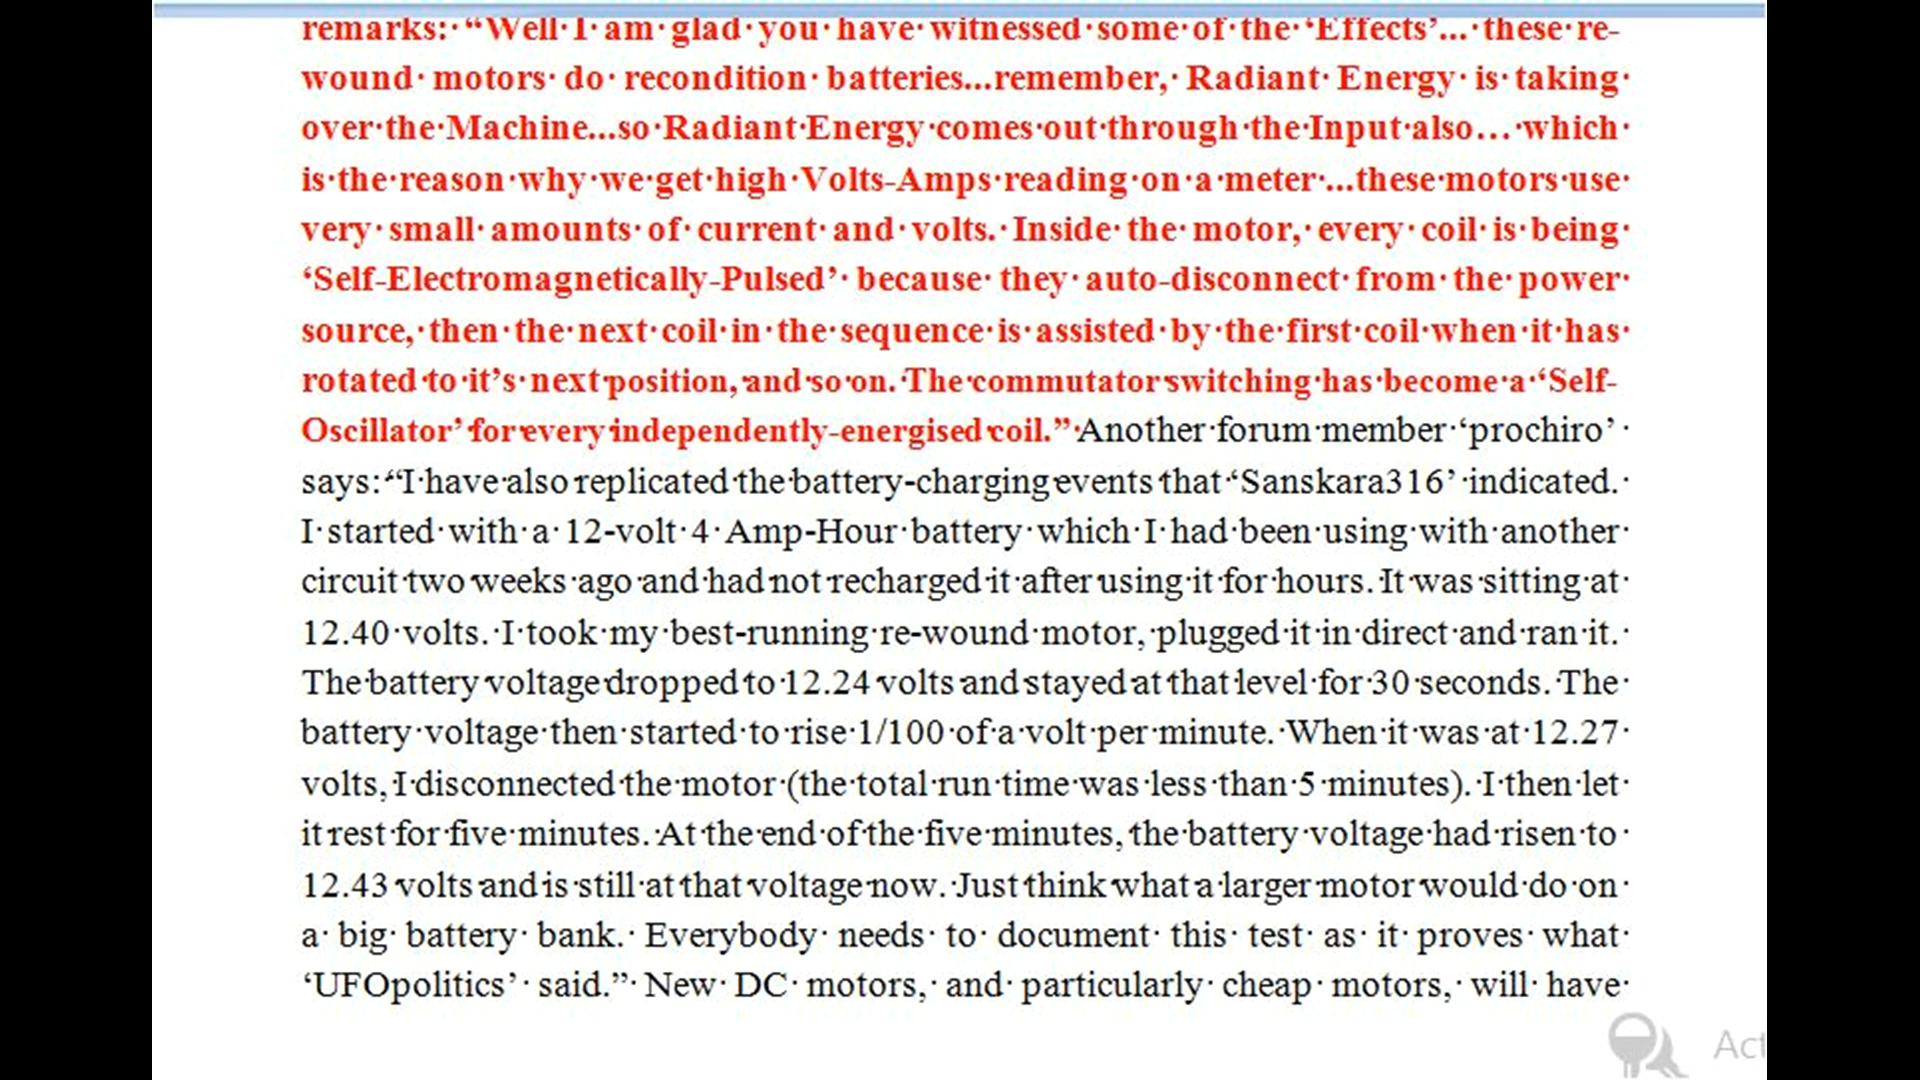 remarks: “Well I am glad you have witnessed some of the ‘Effects’... these re-
wound motors do recondition batteries...remember, Radiant Energy is taking
over the Machine...so Radiant Energy comes out through the Input also... which
is the reason why we get high Volts-Amps reading on a meter ...these motors use
very small amounts of current and volts. Inside the motor, every coil is being
‘Self-Electromagnetically-Pulsed’ because they auto-disconnect from the power
source, then the next coil in the sequence is assisted by the first coil when it has
rotated to it’s next position, and so on. The commutator switching has become a ‘Self-
Oscillator’ for every independently-energised coil.” Another forum member ‘prochiro’
says: “I have also replicated the battery-charging events that ‘Sanskara316’ indicated.
I started with a 12-volt 4 Amp-Hour battery which I had been using with another
circuit two weeks ago and had not recharged it after using it for hours. It was sitting at
12.40 volts. I took my best-running re-wound motor, plugged it in direct and ran it.
The battery voltage dropped to 12.24 volts and stayed at that level for 30 seconds. The
battery voltage then started to rise 1/100 of a volt per minute. When it was at 12.27
volts, I disconnected the motor (the total run time was less than 5 minutes). I then let
it rest for five minutes. At the end of the five minutes, the battery voltage had risen to
12.43 volts and is still at that voltage now. Just think what a larger motor would do on
a big battery bank. Everybody needs to document this test as it proves what
‘UFOpolitics’ said.” New DC motors, and particularly cheap motors, will have
Act